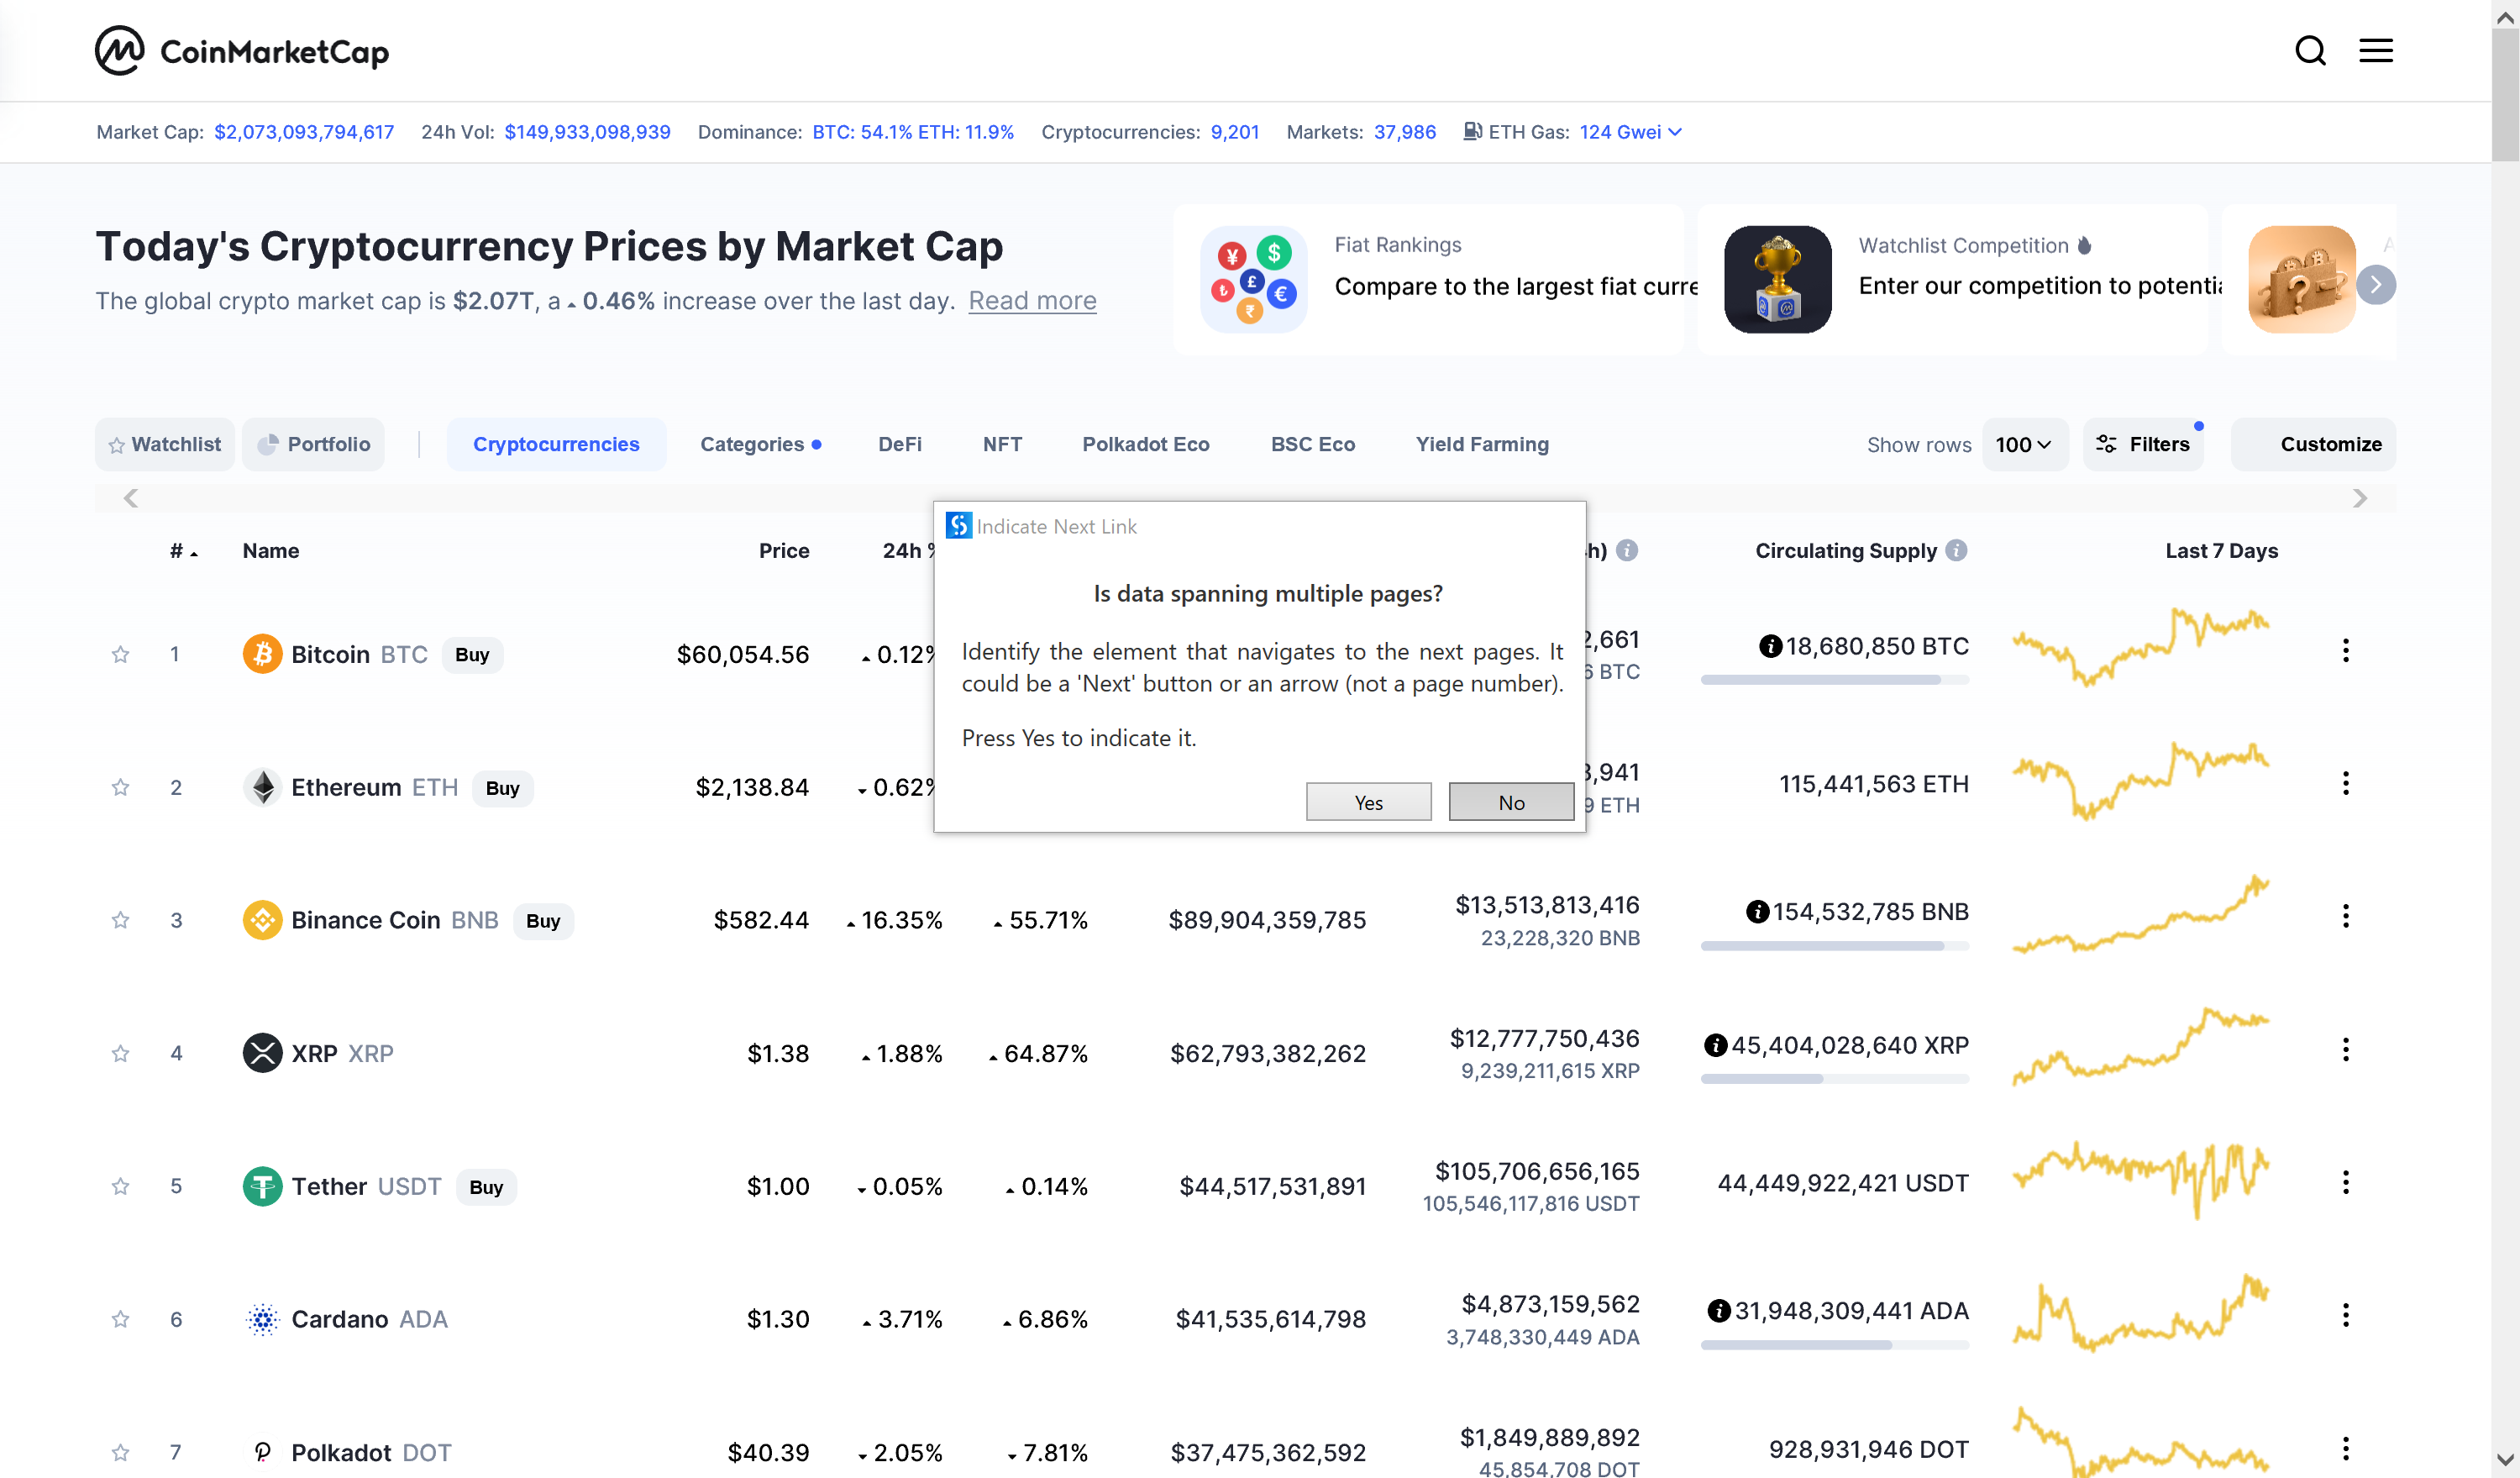 CoinMarketCap
Market Cap: $2,073,093,794,617 24h Vol: $149,933,098,939 Dominance: BTC: 54.1% ETH: 11.9% Cryptocurrencies: 9,201 Markets: 37,986 ETH Gas: 124 Gwei
Today's Cryptocurrency Prices by Market Cap
The global crypto market cap is $2.07T, a 0.46% increase over the last day. Read more
Fiat Rankings
Compare to the largest fiat curre
Watchlist Competition
Enter our competition to potentia
Watchlist Portfolio Cryptocurrencies Categories DeFi NFT Polkadot Eco BSC Eco Yield Farming Show rows 100 Filters Customize
# Name Price 24h % h) Circulating Supply Last 7 Days
Indicate Next Link
Is data spanning multiple pages?
Identify the element that navigates to the next pages. It
could be a 'Next' button or an arrow (not a page number).
Press Yes to indicate it.
Yes No
1 Bitcoin BTC Buy $60,054.56 0.12% 2,661 18,680,850 BTC
6 BTC
2 Ethereum ETH Buy $2,138.84 0.62% 3,941 115,441,563 ETH
9 ETH
3 Binance Coin BNB Buy $582.44 16.35% 55.71% $89,904,359,785 $13,513,813,416 154,532,785 BNB
23,228,320 BNB
4 XRP XRP $1.38 1.88% 64.87% $62,793,382,262 $12,777,750,436 45,404,028,640 XRP
9,239,211,615 XRP
5 Tether USDT Buy $1.00 0.05% 0.14% $44,517,531,891 $105,706,656,165 44,449,922,421 USDT
105,546,117,816 USDT
6 Cardano ADA $1.30 3.71% 6.86% $41,535,614,798 $4,873,159,562 31,948,309,441 ADA
3,748,330,449 ADA
7 Polkadot DOT $40.39 2.05% 7.81% $37,475,362,592 $1,849,889,892 928,931,946 DOT
45,854,708 DOT